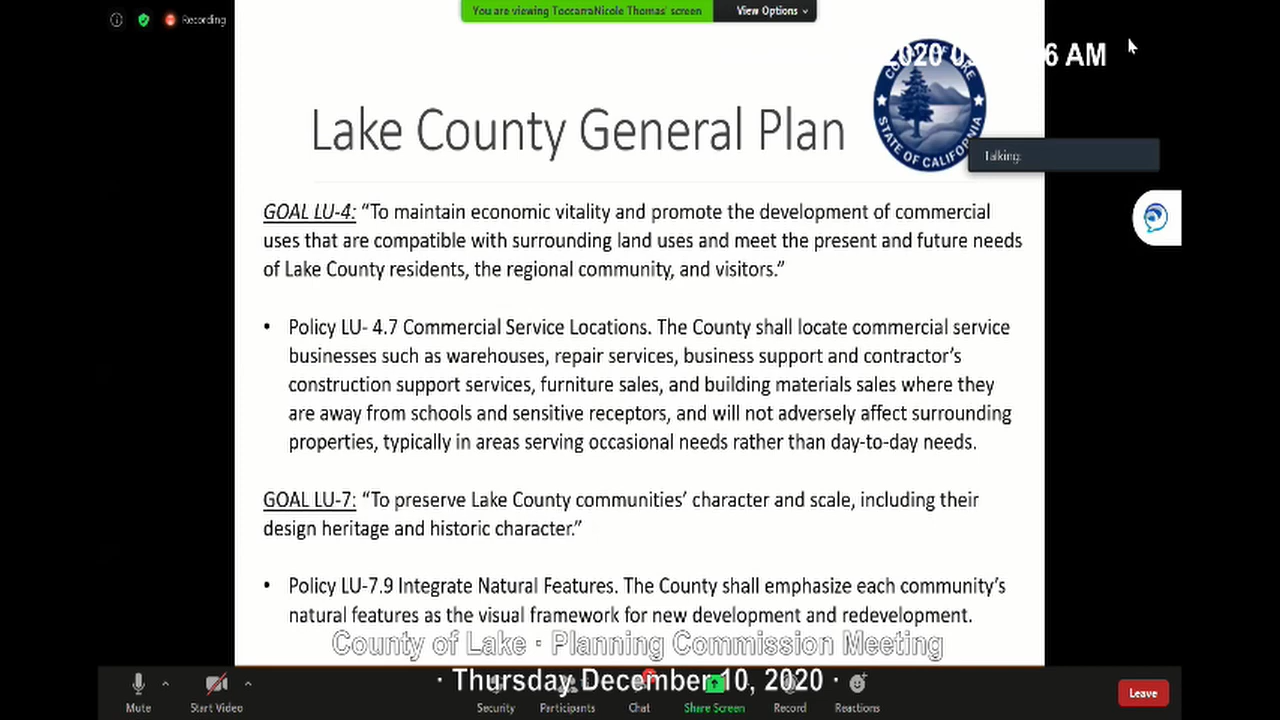 Recording
You are viewing ToccarraNicole Thomas' screen
View Options
2020
6 AM
STATE OF CALIFORNIA
Talking:
Lake County General Plan
GOAL LU-4: “To maintain economic vitality and promote the development of commercial
uses that are compatible with surrounding land uses and meet the present and future needs
of Lake County residents, the regional community, and visitors.”
• Policy LU- 4.7 Commercial Service Locations. The County shall locate commercial service
businesses such as warehouses, repair services, business support and contractor’s
construction support services, furniture sales, and building materials sales where they
are away from schools and sensitive receptors, and will not adversely affect surrounding
properties, typically in areas serving occasional needs rather than day-to-day needs.
GOAL LU-7: “To preserve Lake County communities’ character and scale, including their
design heritage and historic character.”
• Policy LU-7.9 Integrate Natural Features. The County shall emphasize each community’s
natural features as the visual framework for new development and redevelopment.
County of Lake · Planning Commission Meeting
· Thursday December 10, 2020 ·
Mute
Start Video
Security
Participants
Chat
Share Screen
Record
Reactions
Leave